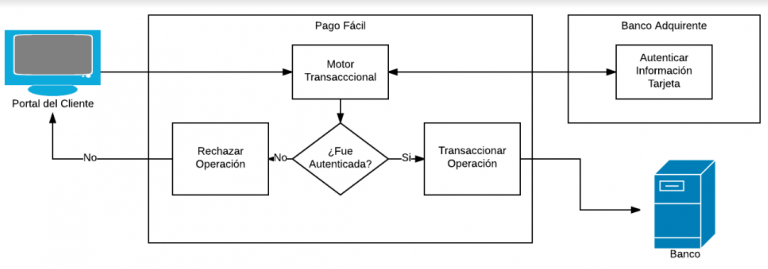 Pago Fácil
Banco Adquirente
Motor
Transacccional
Autenticar
Información
Tarjeta
Portal del Cliente
Rechazar
Operación
¿Fue
Autenticada?
Transaccionar
Operación
No
No
Si
Banco